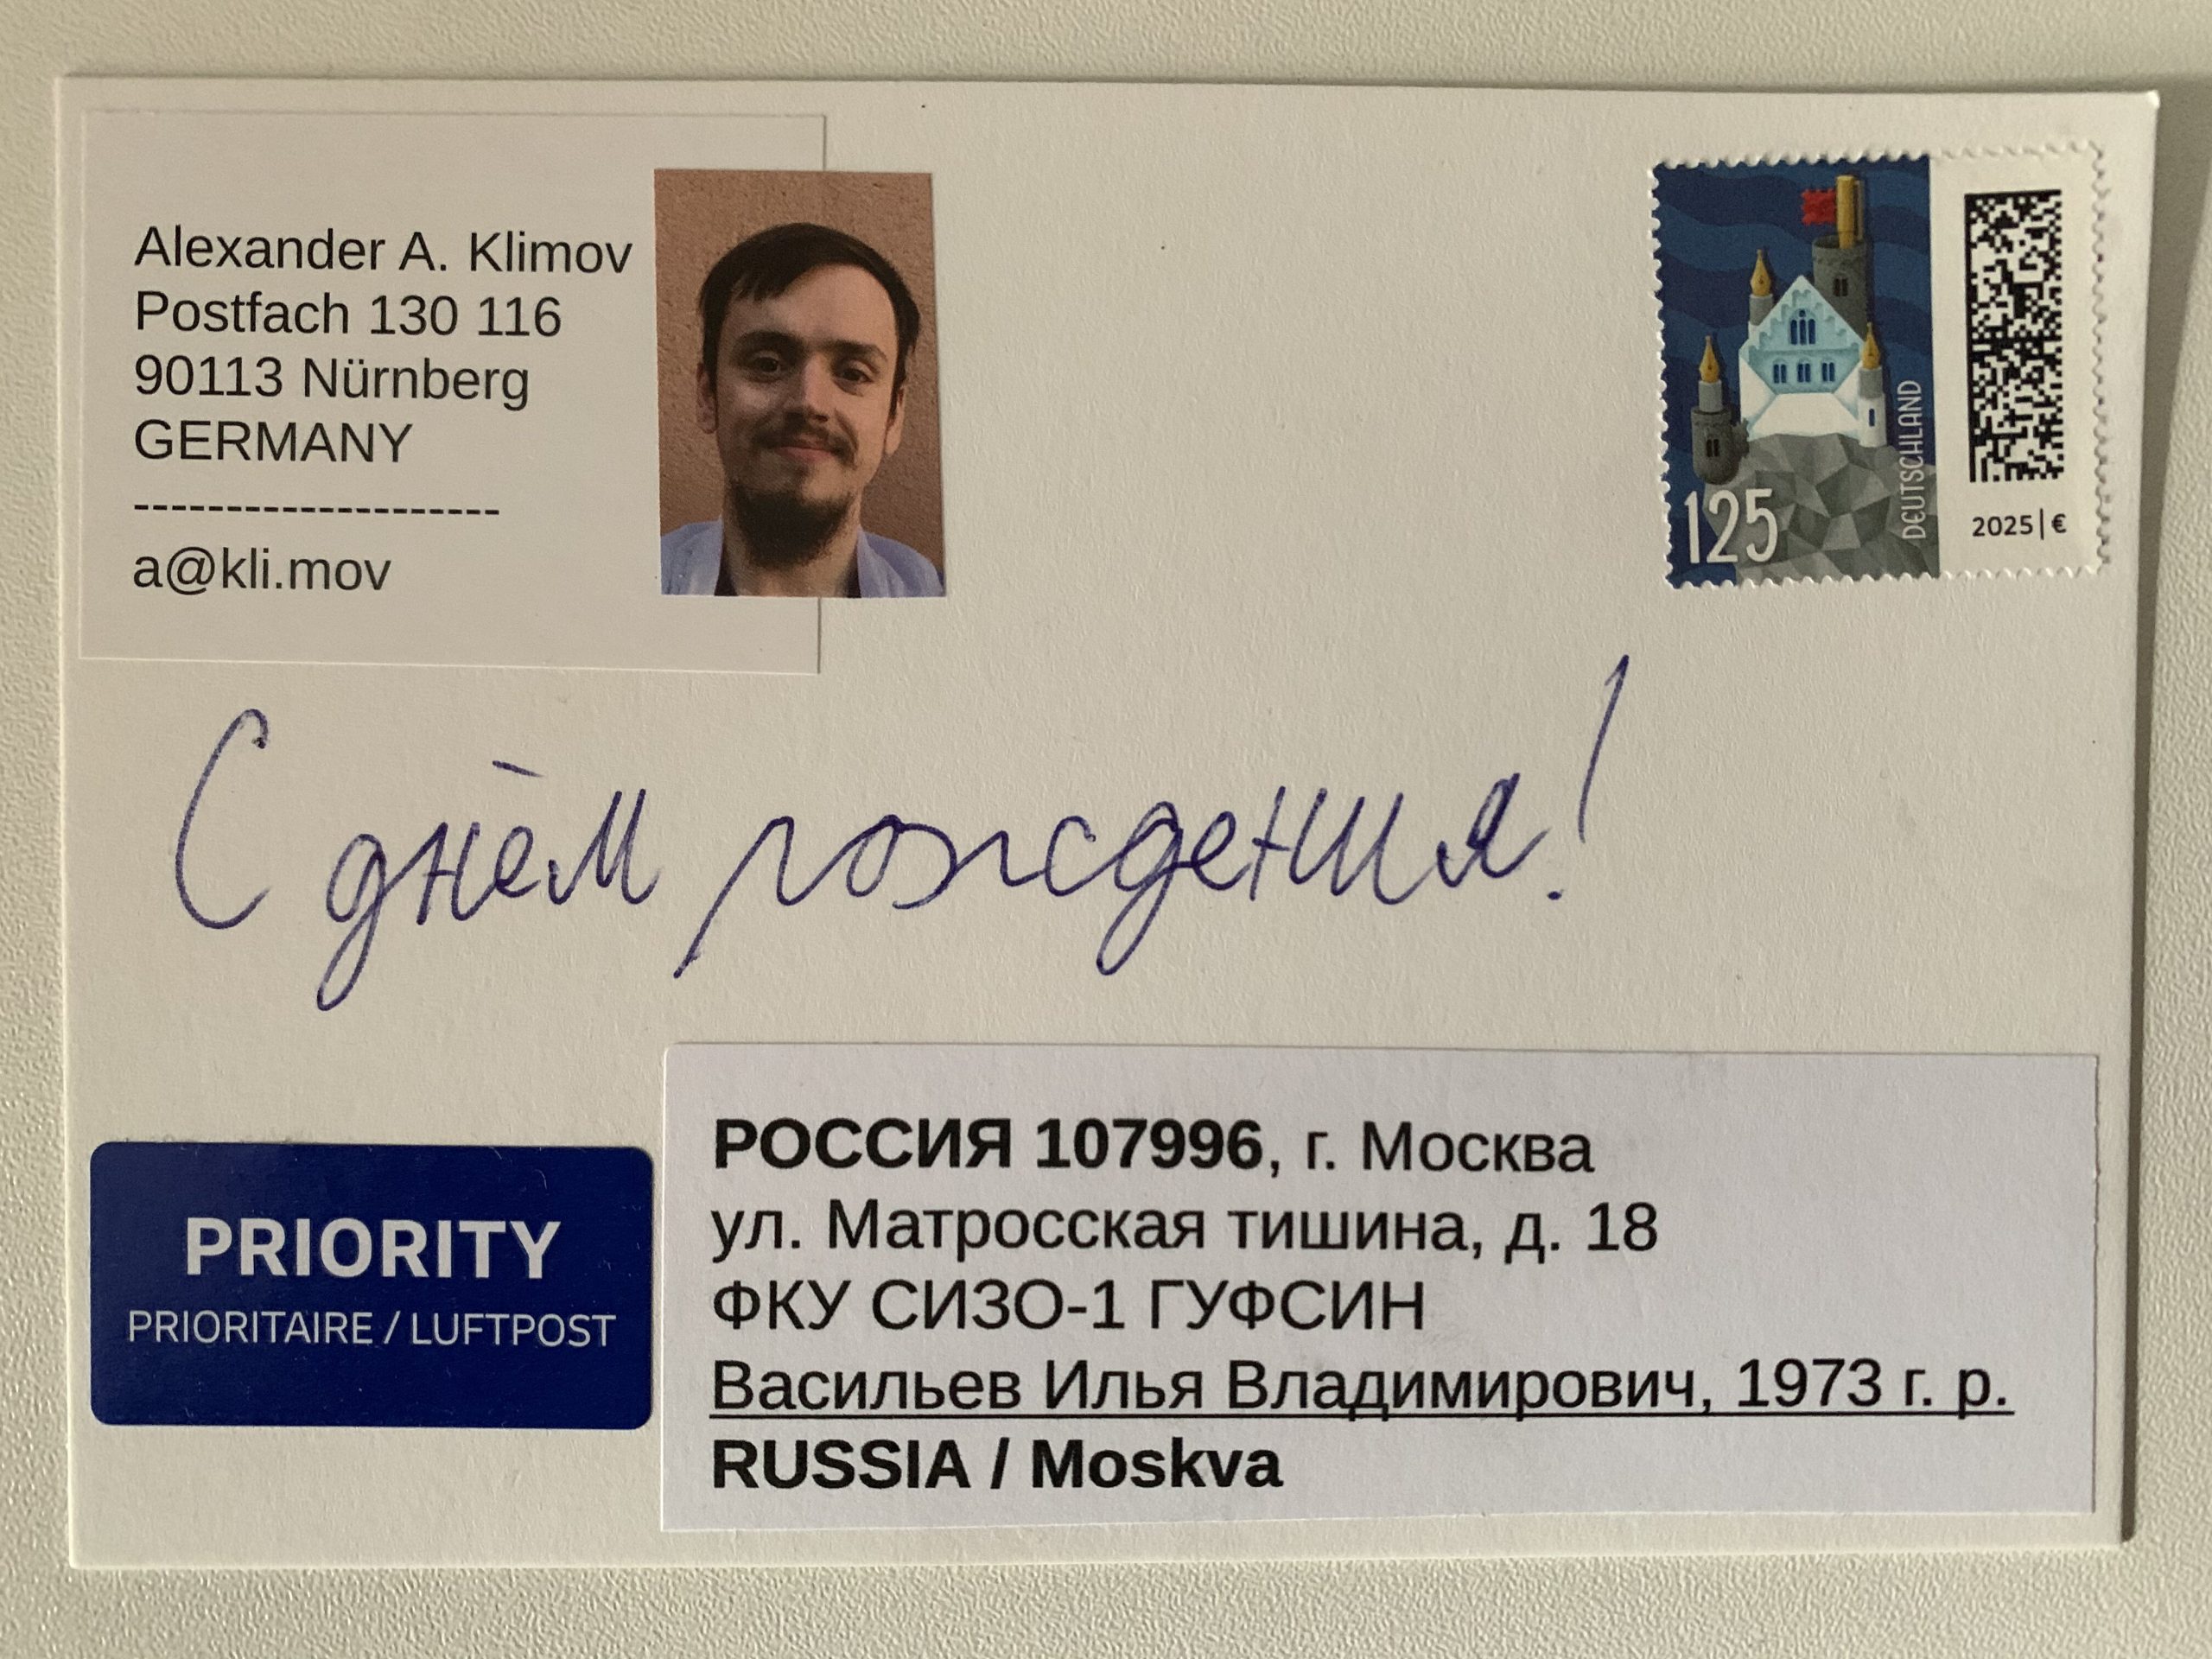 Alexander A. Klimov
Postfach 130 116
90113 Nürnberg
GERMANY
--------------------
a@kli.mov
125
DEUTSCHLAND
2025|€
С днём рождения!
PRIORITY
PRIORITAIRE / LUFTPOST
РОССИЯ 107996, г. Москва
ул. Матросская тишина, д. 18
ФКУ СИЗО-1 ГУФСИН
Васильев Илья Владимирович, 1973 г. р.
RUSSIA / Moskva